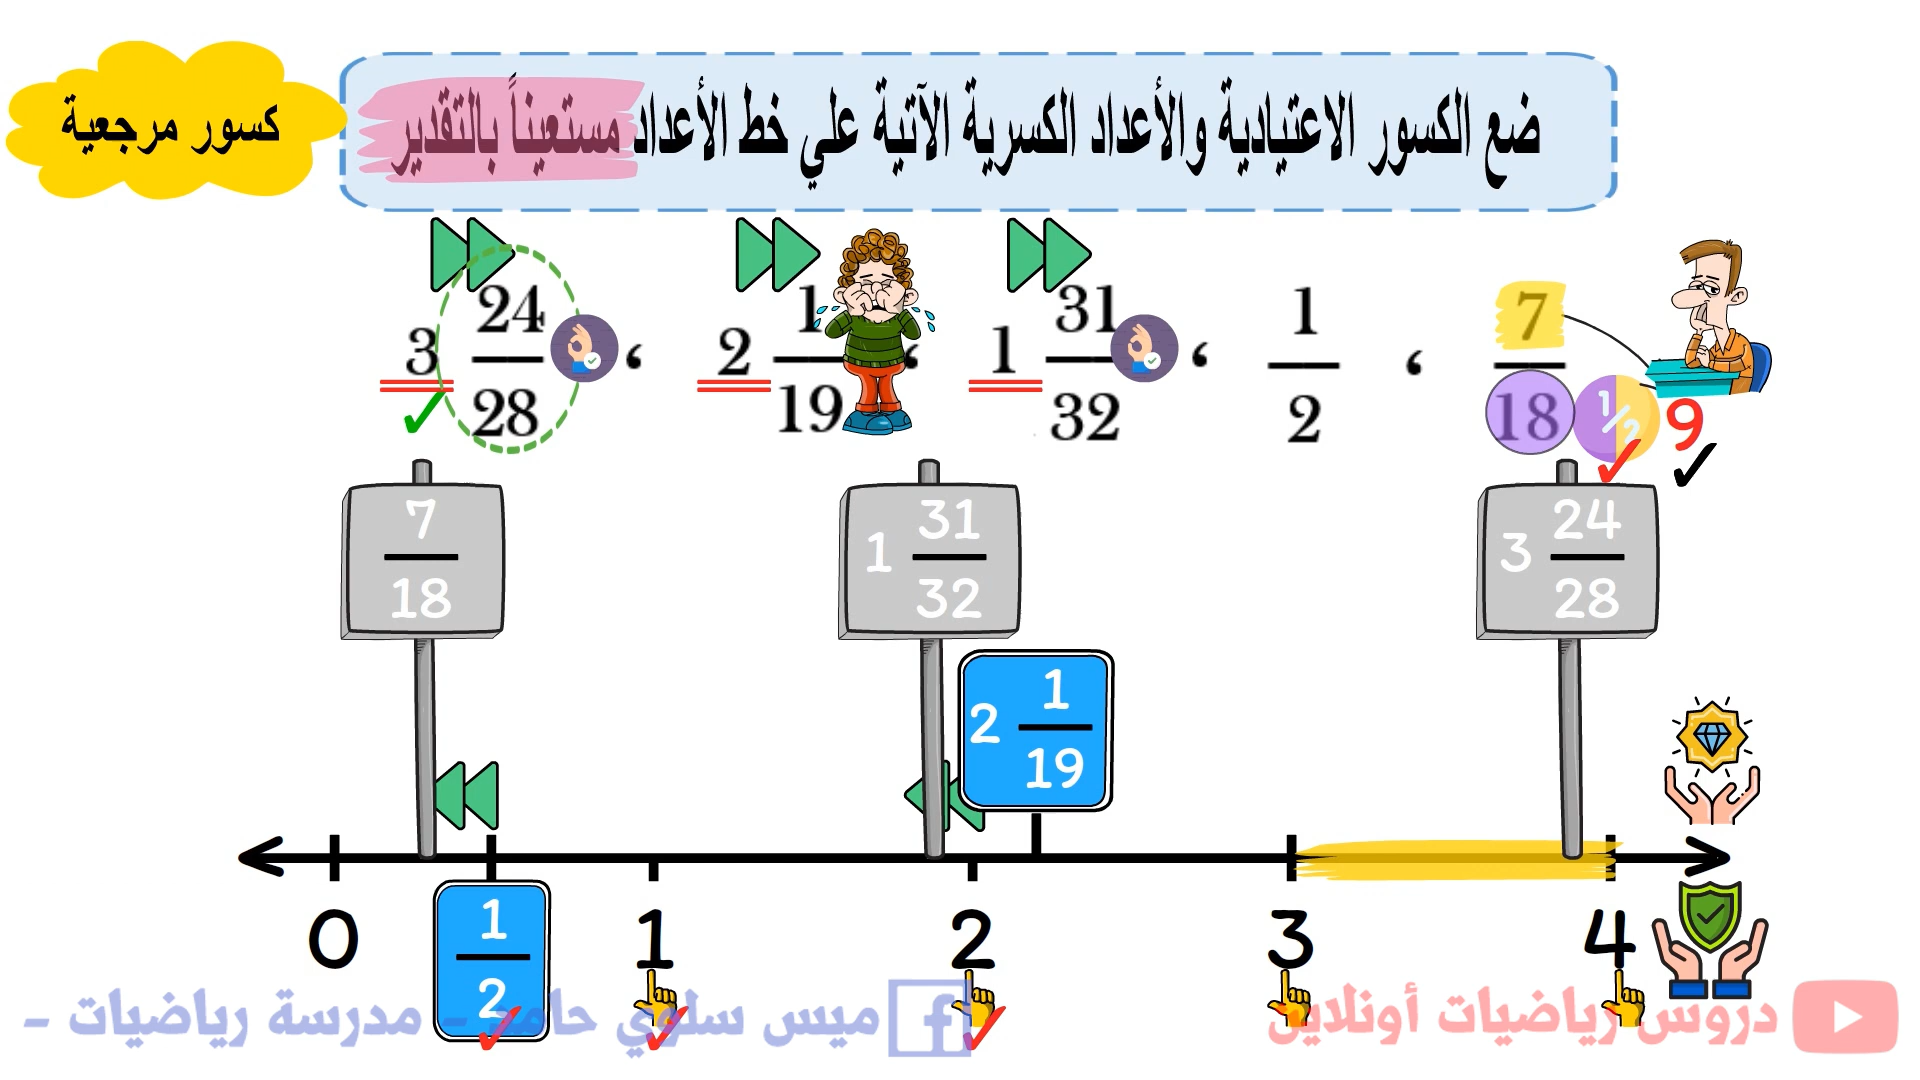 كسور مرجعية
ضع الكسور الاعتيادية والأعداد الكسرية الآتية علي خط الأعداد مستعيناً بالتقدير
7/18 ، 1/2 ، 1 31/32 ، 2 1/19 ، 3 24/28
1/2 9
7/18 1 31/32 3 24/28
2 1/19
0 1 2 3 4
1/2
دروس رياضيات أونلاين
ميس سلوي حامد - مدرسة رياضيات -